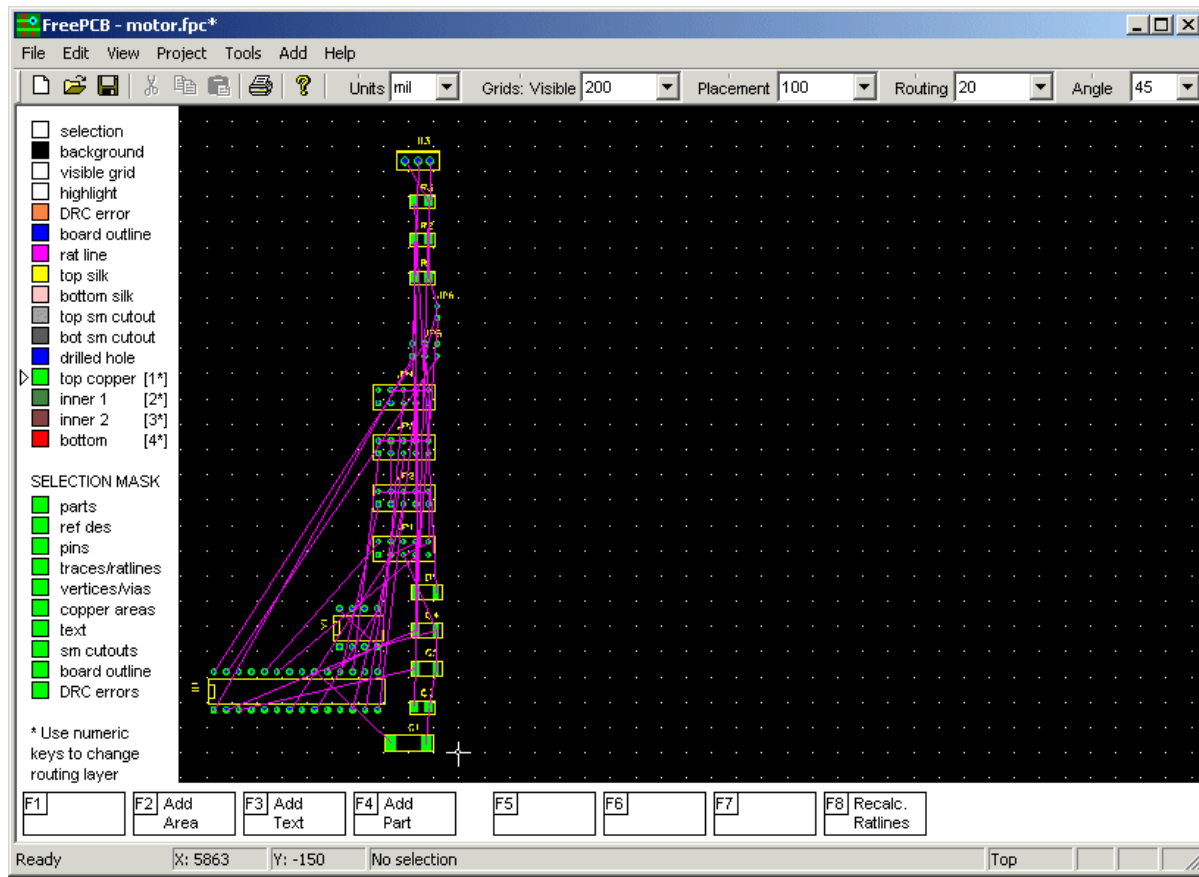 FreePCB - motor.fpc*
File Edit View Project Tools Add Help
Units mil Grids: Visible 200 Placement 100 Routing 20 Angle 45
selection
background
visible grid
highlight
DRC error
board outline
rat line
top silk
bottom silk
top sm cutout
bot sm cutout
drilled hole
top copper [1*]
inner 1 [2*]
inner 2 [3*]
bottom [4*]
SELECTION MASK
parts
ref des
pins
traces/ratlines
vertices/vias
copper areas
text
sm cutouts
board outline
DRC errors
* Use numeric
keys to change
routing layer
JP6
C1
F1
F2 Add Area
F3 Add Text
F4 Add Part
F5
F6
F7
F8 Recalc. Ratlines
Ready X: 5863 Y: -150 No selection Top